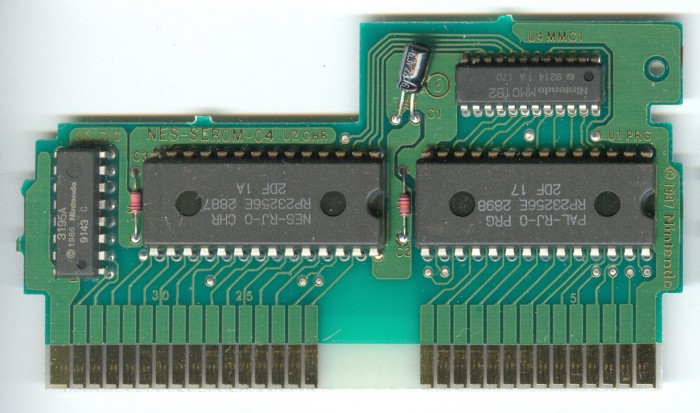 U4 MMC1
Nintendo
MMC1B2
9214 1A 170
C1
U3 CIC
NES-SEROM-04
U2 CHR
U1 PRG
C3
3195A
©1986 Nintendo
9143 C
NES-RJ-0 CHR
RP23256E 2887
2DF 1A
PAL-RJ-0 PRG
RP23256E 2898
2DF 17
C2
©1987 Nintendo
30
25
5